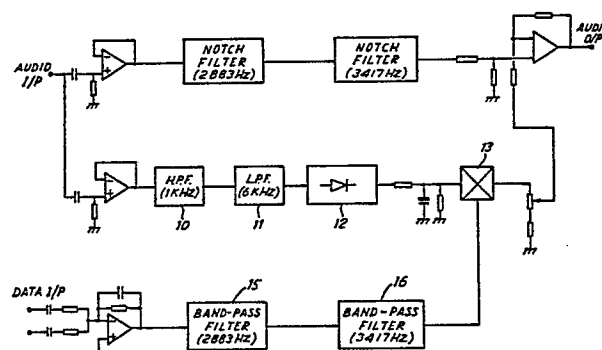 AUDIO
I/P
NOTCH
FILTER
(2883Hz)
NOTCH
FILTER
(3417Hz)
AUDIO
O/P
H.P.F.
(1KHz)
10
L.P.F.
(6KHz)
11
12
13
DATA I/P
15
BAND-PASS
FILTER
(2883Hz)
16
BAND-PASS
FILTER
(3417Hz)